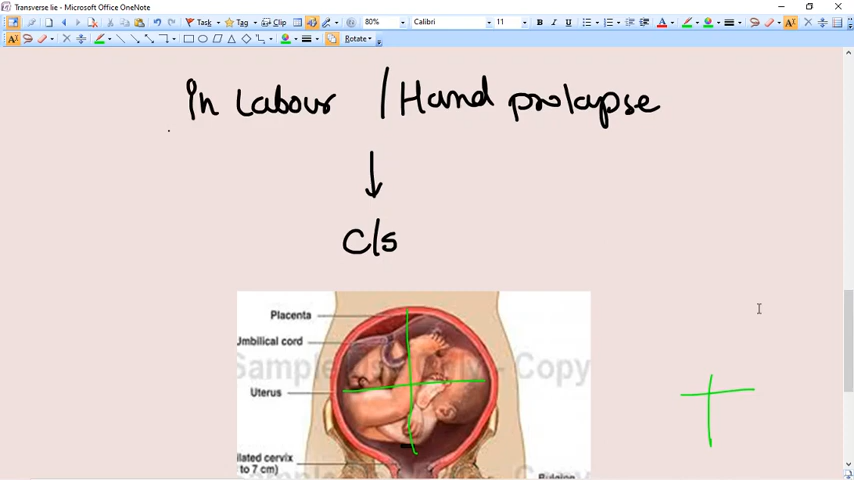 Transverse lie - Microsoft Office OneNote
Task Tag Clip 80% Calibri 11 B I U
Rotate
In Labour / Hand prolapse
↓
C/s
Placenta
Umbilical cord
Uterus
ilated cervix
to 7 cm)
Bulging